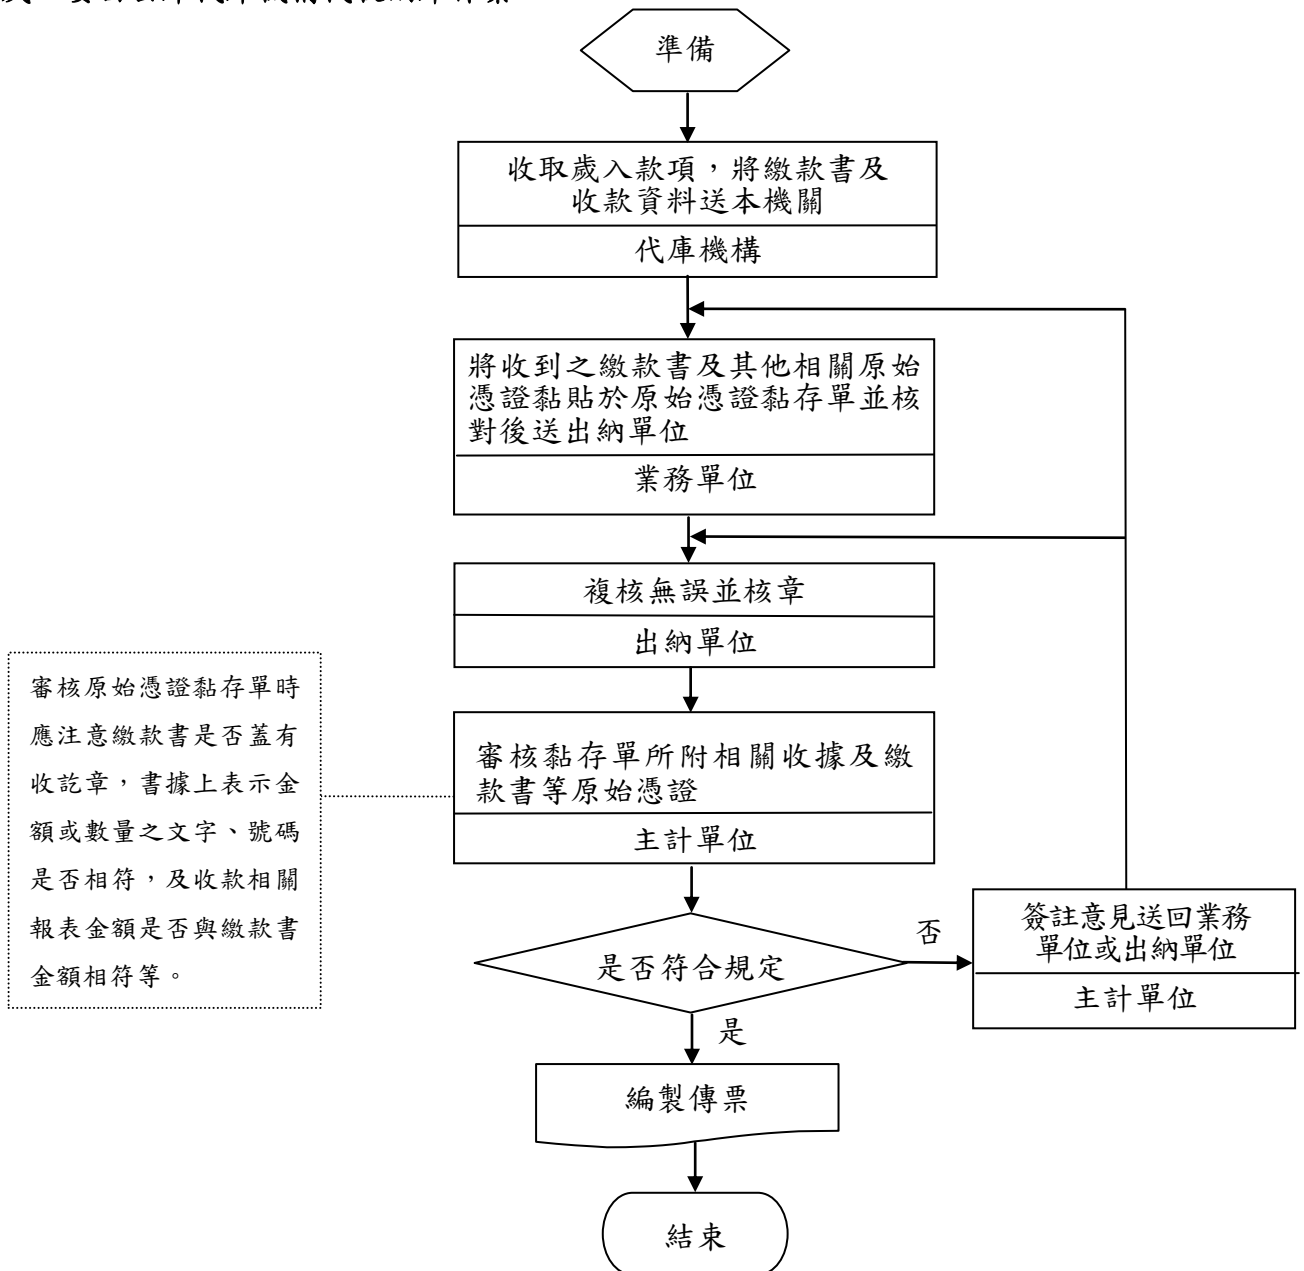 準備
收取歲入款項，將繳款書及
收款資料送本機關
代庫機構
將收到之繳款書及其他相關原始
憑證黏貼於原始憑證黏存單並核
對後送出納單位
業務單位
複核無誤並核章
出納單位
審核原始憑證黏存單時
應注意繳款書是否蓋有
收訖章，書據上表示金
額或數量之文字、號碼
是否相符，及收款相關
報表金額是否與繳款書
金額相符等。
審核黏存單所附相關收據及繳
款書等原始憑證
主計單位
是否符合規定
否
簽註意見送回業務
單位或出納單位
主計單位
是
編製傳票
結束